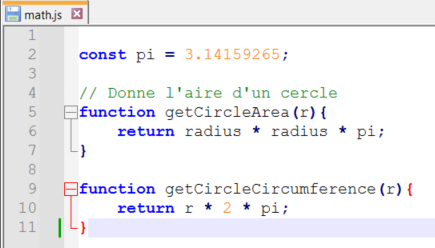 math.js
1
2 const pi = 3.14159265;
3
4 // Donne l'aire d'un cercle
5 function getCircleArea(r){
6 return radius * radius * pi;
7 }
8
9 function getCircleCircumference(r){
10 return r * 2 * pi;
11 }